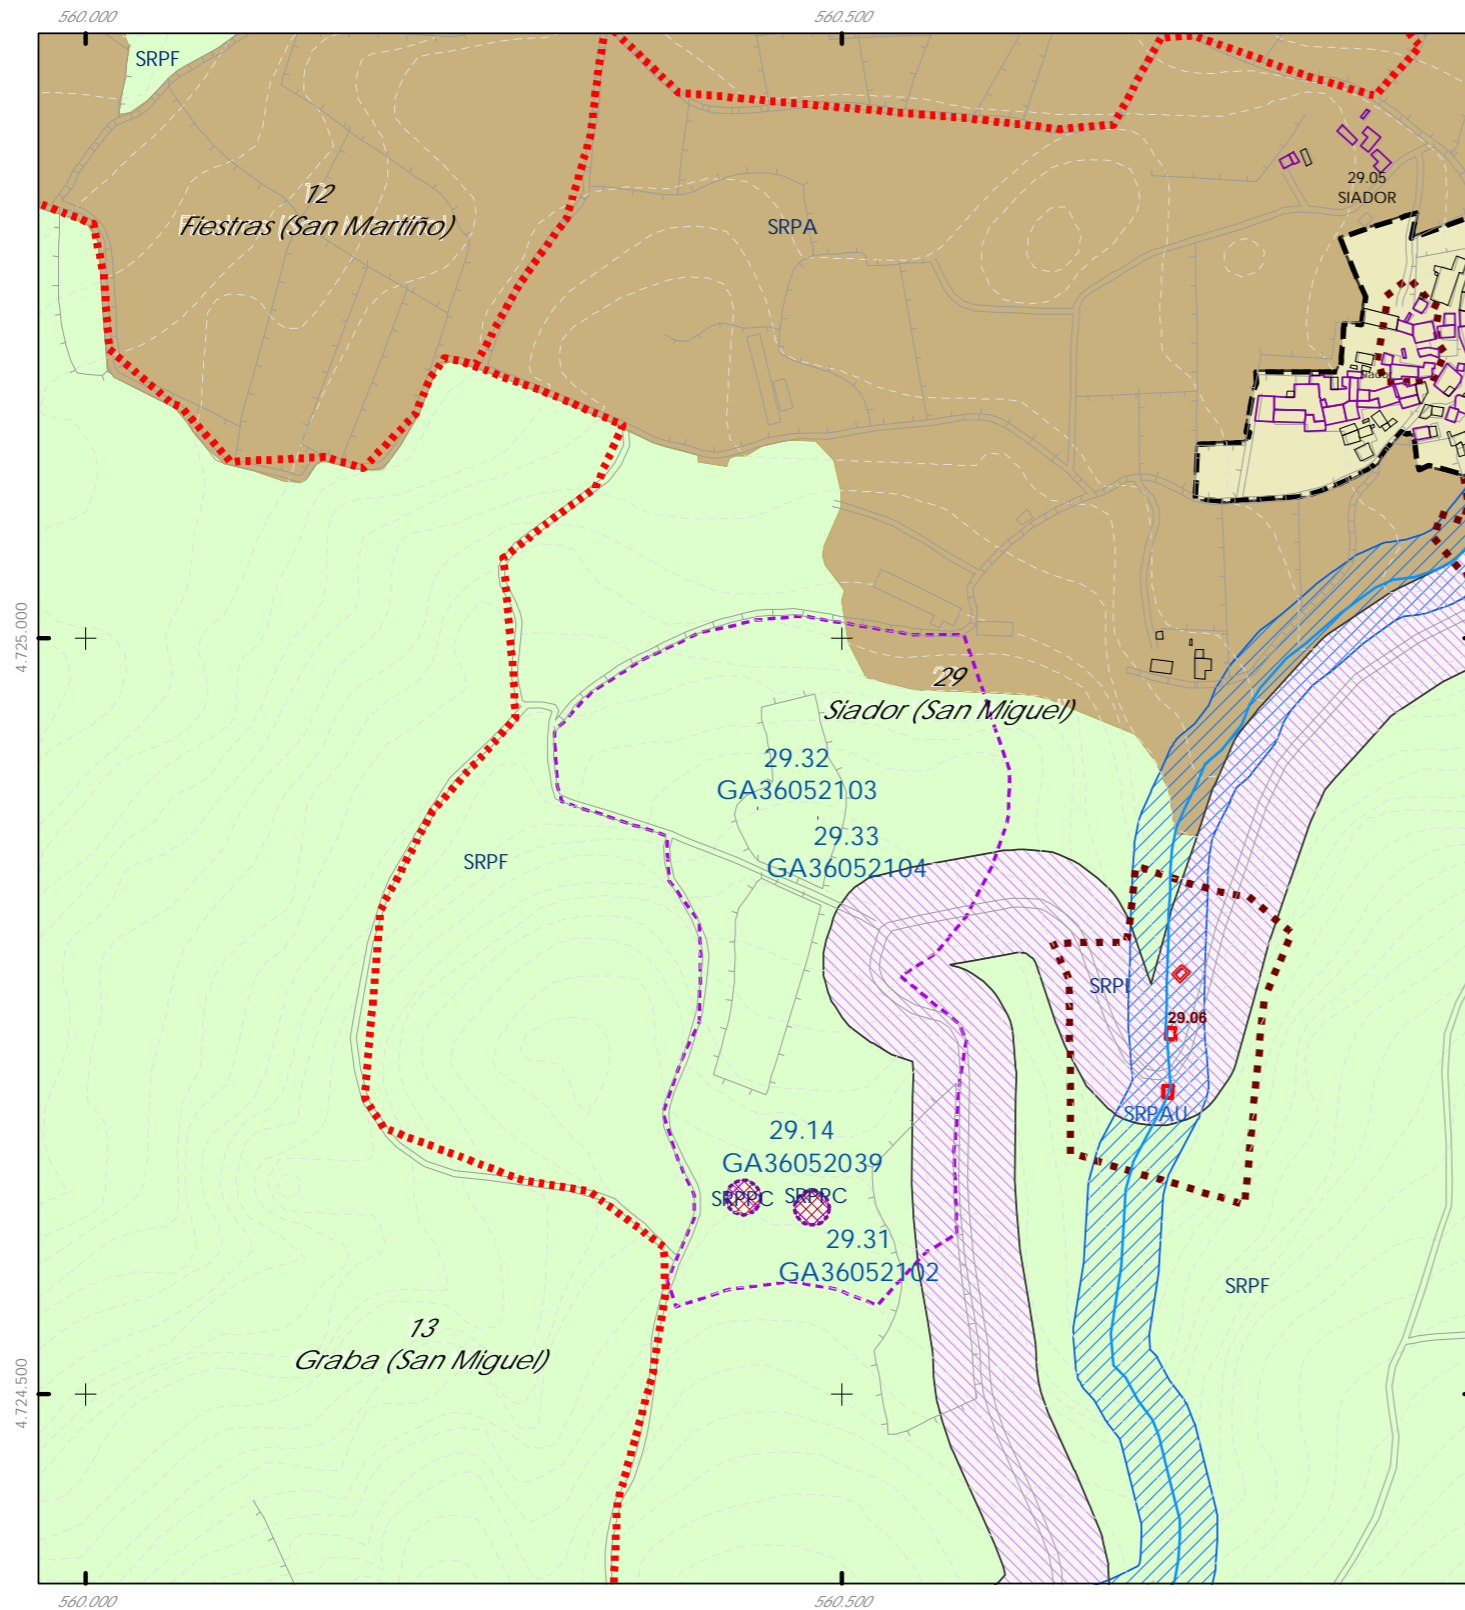 560.000
560.500
SRPF
29.05
SIADOR
12
Fiestras (San Martiño)
SRPA
Siador
4.725.000
29
Siador (San Miguel)
29.32
GA36052103
29.33
GA36052104
SRPF
SRPI
29.06
SRPAU
29.14
GA36052039
SRPPC
SRPPC
29.31
GA36052102
SRPF
13
Graba (San Miguel)
4.724.500
560.000
560.500